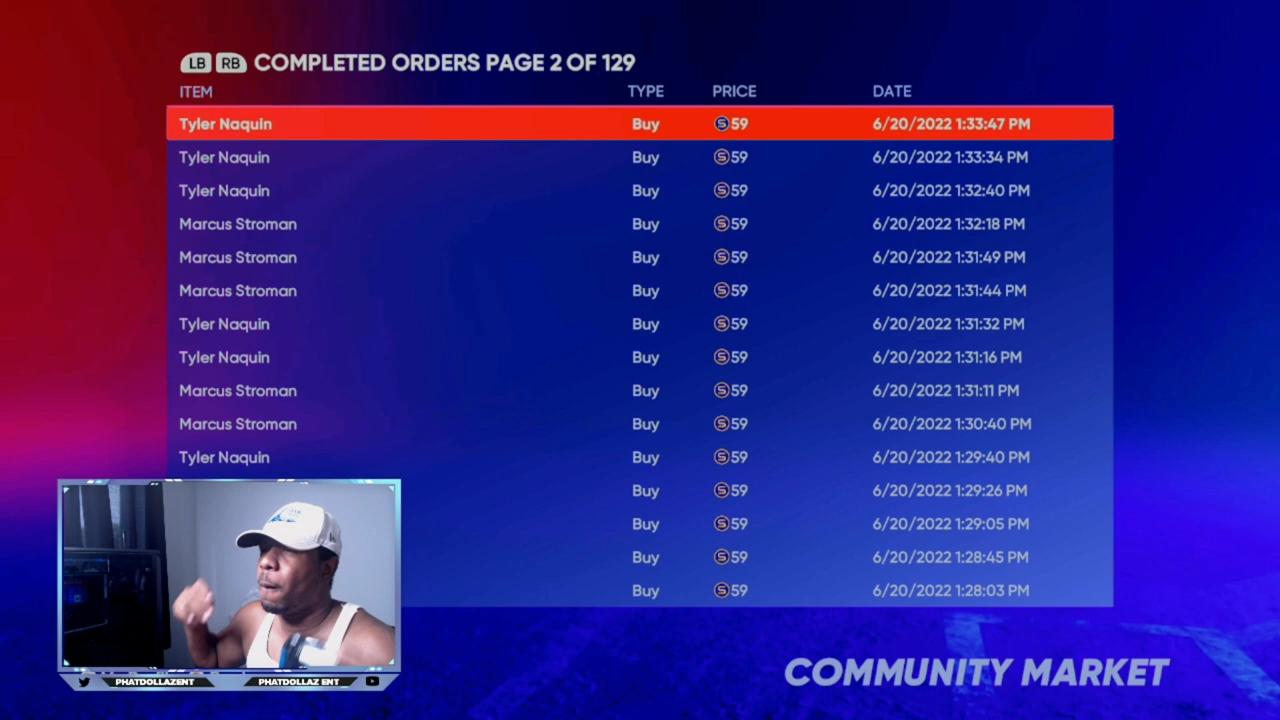 LB RB COMPLETED ORDERS PAGE 2 OF 129
ITEM TYPE PRICE DATE
Tyler Naquin Buy S 59 6/20/2022 1:33:47 PM
Tyler Naquin Buy S 59 6/20/2022 1:33:34 PM
Tyler Naquin Buy S 59 6/20/2022 1:32:40 PM
Marcus Stroman Buy S 59 6/20/2022 1:32:18 PM
Marcus Stroman Buy S 59 6/20/2022 1:31:49 PM
Marcus Stroman Buy S 59 6/20/2022 1:31:44 PM
Tyler Naquin Buy S 59 6/20/2022 1:31:32 PM
Tyler Naquin Buy S 59 6/20/2022 1:31:16 PM
Marcus Stroman Buy S 59 6/20/2022 1:31:11 PM
Marcus Stroman Buy S 59 6/20/2022 1:30:40 PM
Tyler Naquin Buy S 59 6/20/2022 1:29:40 PM
Buy S 59 6/20/2022 1:29:26 PM
Buy S 59 6/20/2022 1:29:05 PM
Buy S 59 6/20/2022 1:28:45 PM
Buy S 59 6/20/2022 1:28:03 PM
COMMUNITY MARKET
PHATDOLLAZENT PHATDOLLAZ ENT